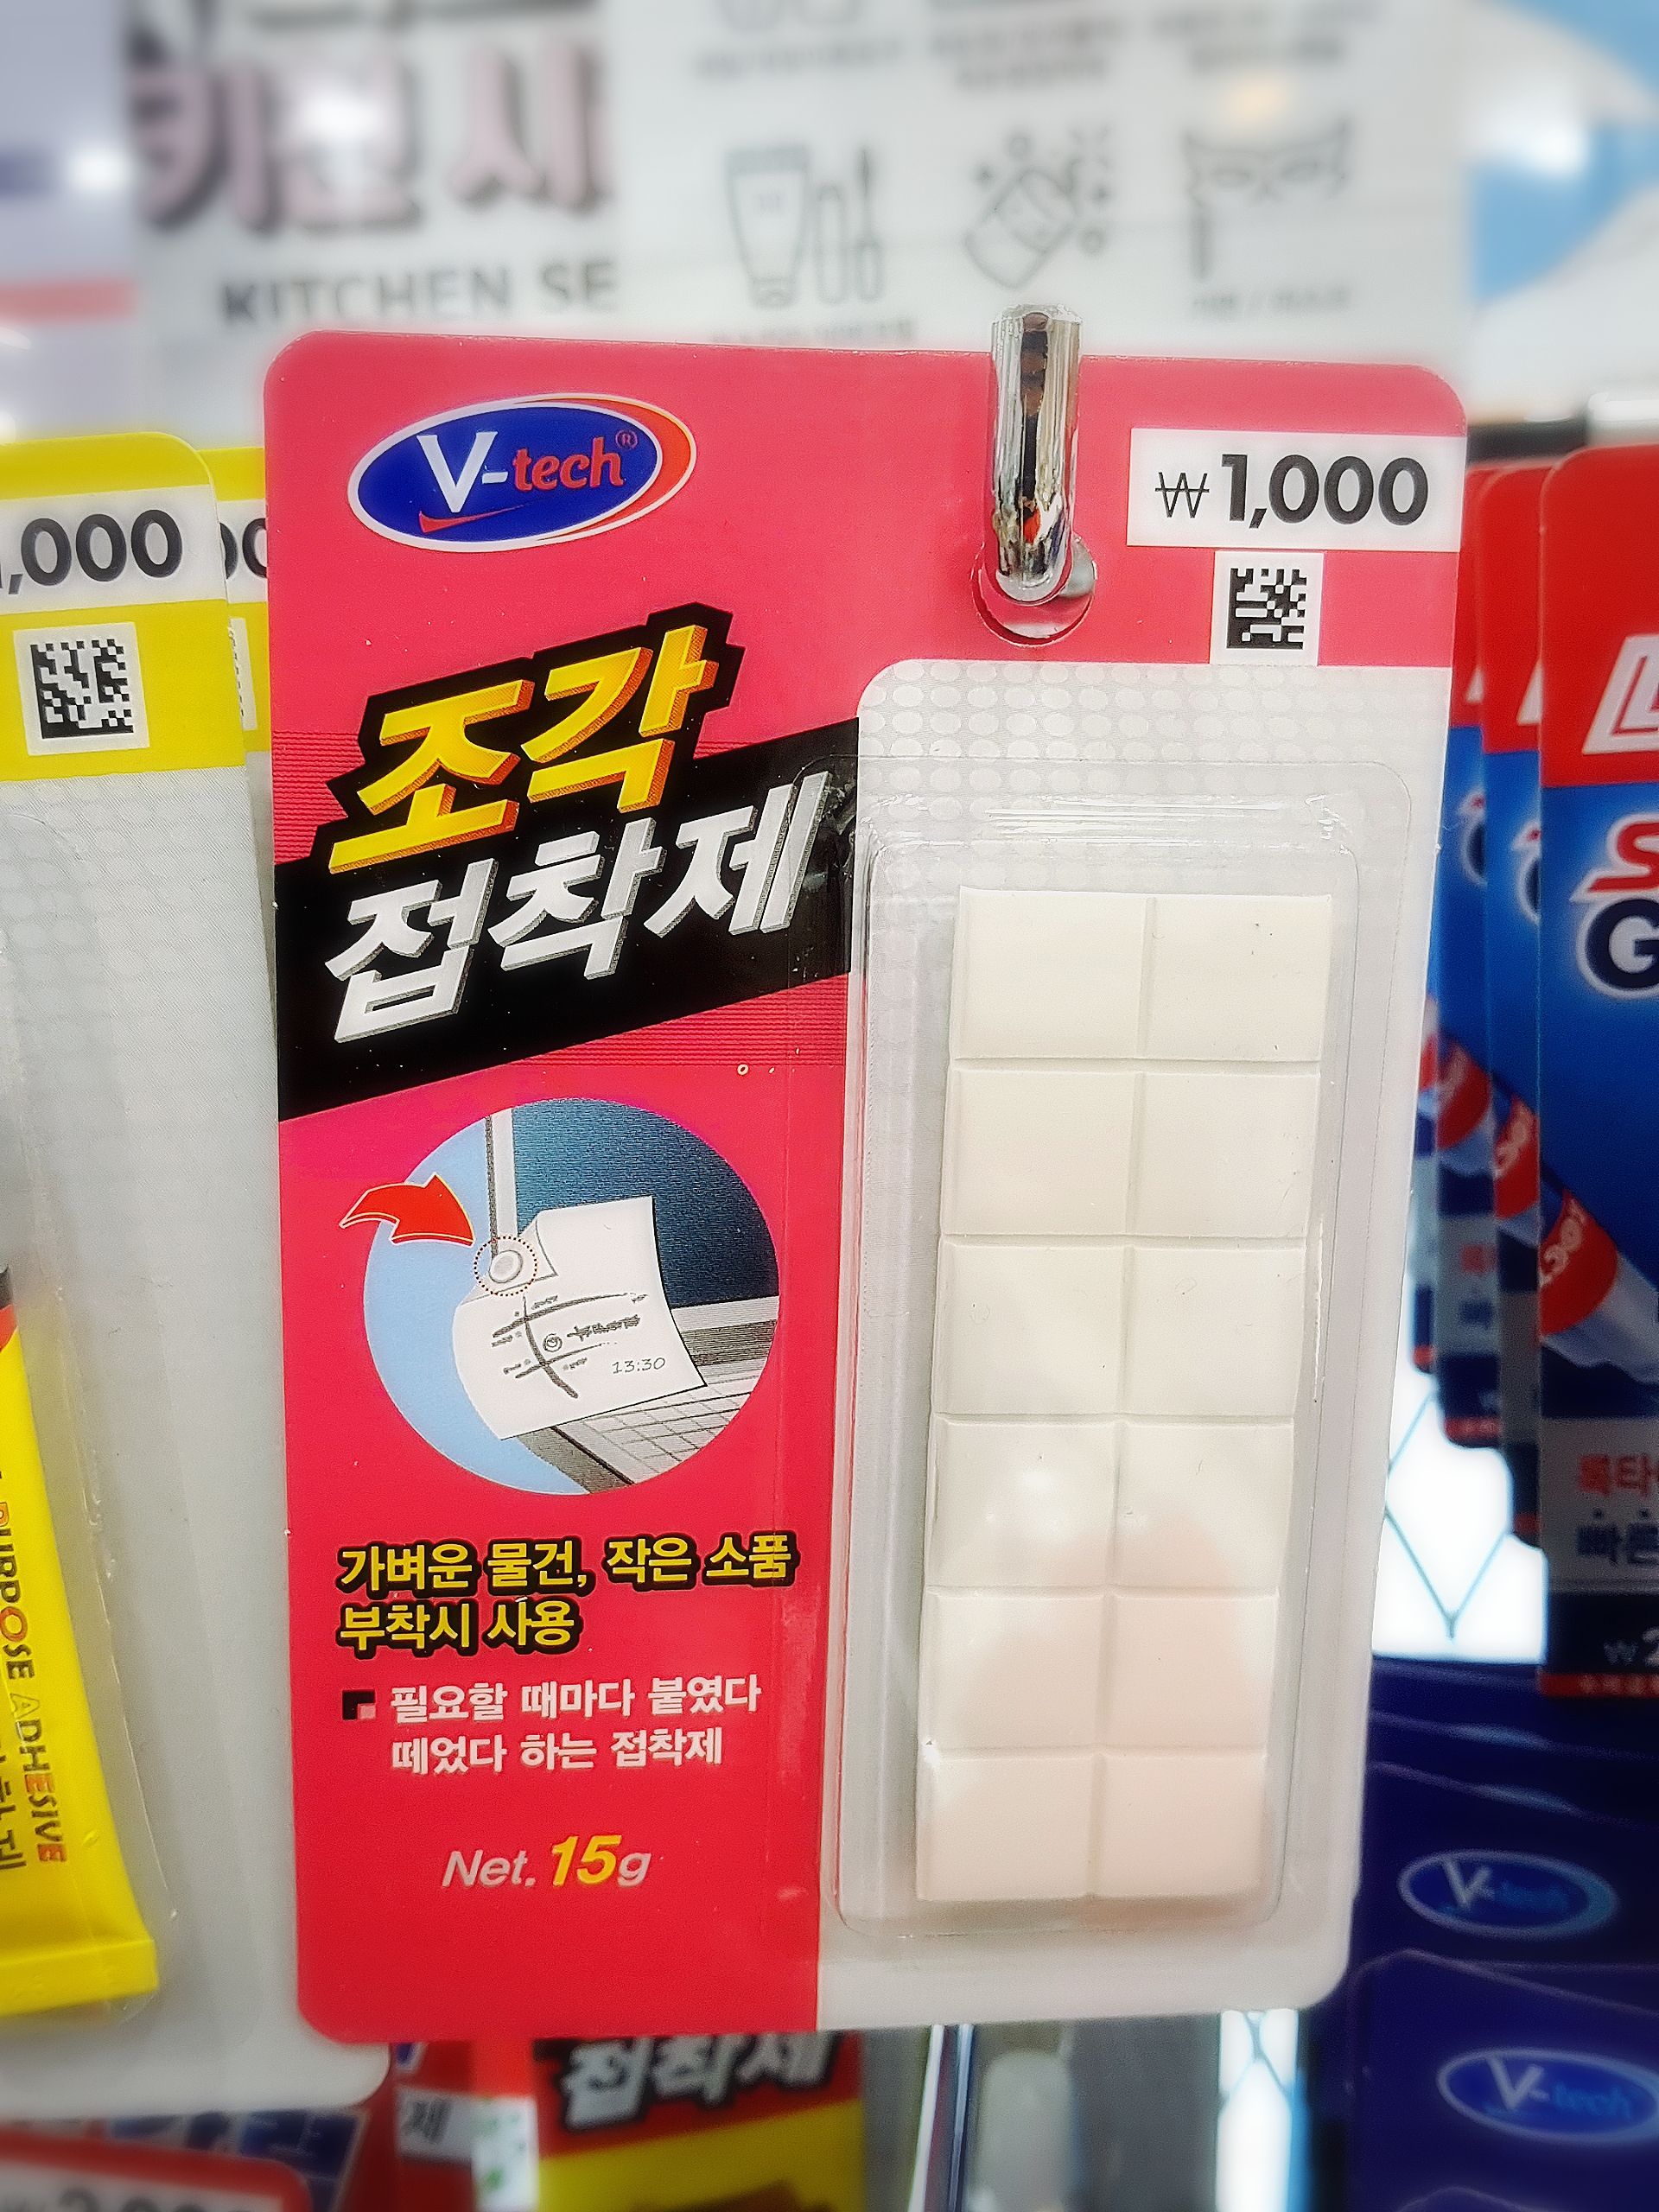 KITCHEN SE
V-tech®
₩1,000
,000
조각
접착제
13:30
가벼운 물건, 작은 소품
부착시 사용
필요할 때마다 붙였다
떼었다 하는 접착제
Net. 15g
PURPOSE ADHESIVE
V-tech
V-tech
접착제